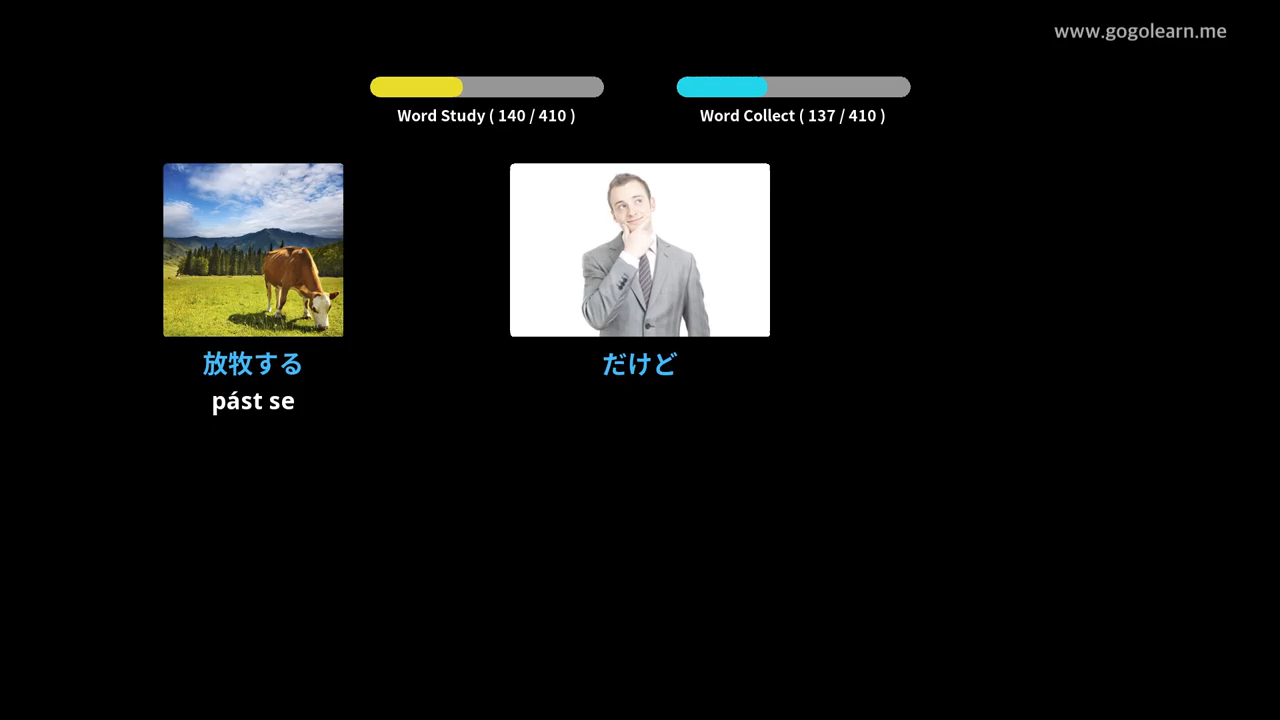 www.gogolearn.me
Word Study ( 140 / 410 )
Word Collect ( 137 / 410 )
放牧する
pást se
だけど